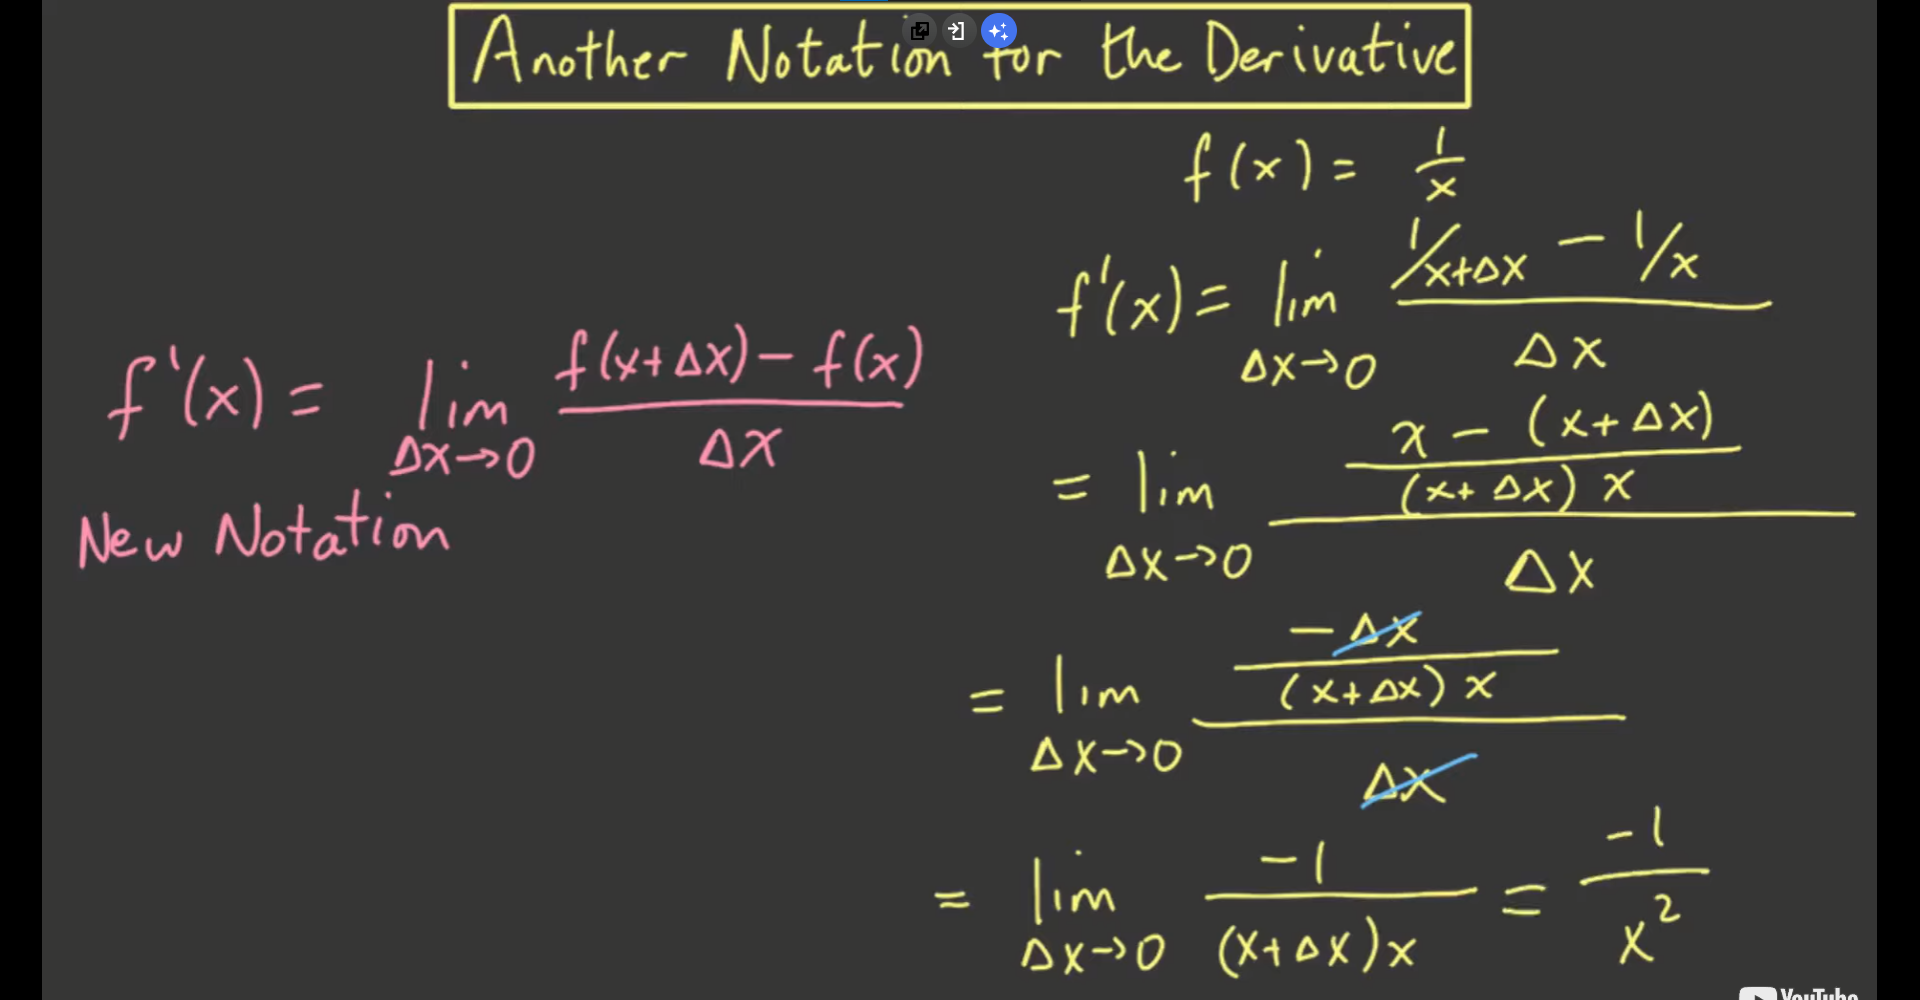 Another Notation for the Derivative
f'(x) = lim Δx→0 f(x+Δx) − f(x) / Δx
New Notation
f(x) = 1/x
f'(x) = lim Δx→0 1/x+Δx − 1/x / Δx
= lim Δx→0 x − (x+Δx) / (x+Δx)x / Δx
= lim Δx→0 −Δx / (x+Δx)x / Δx
= lim Δx→0 −1 / (x+Δx)x = −1 / x²
YouTube